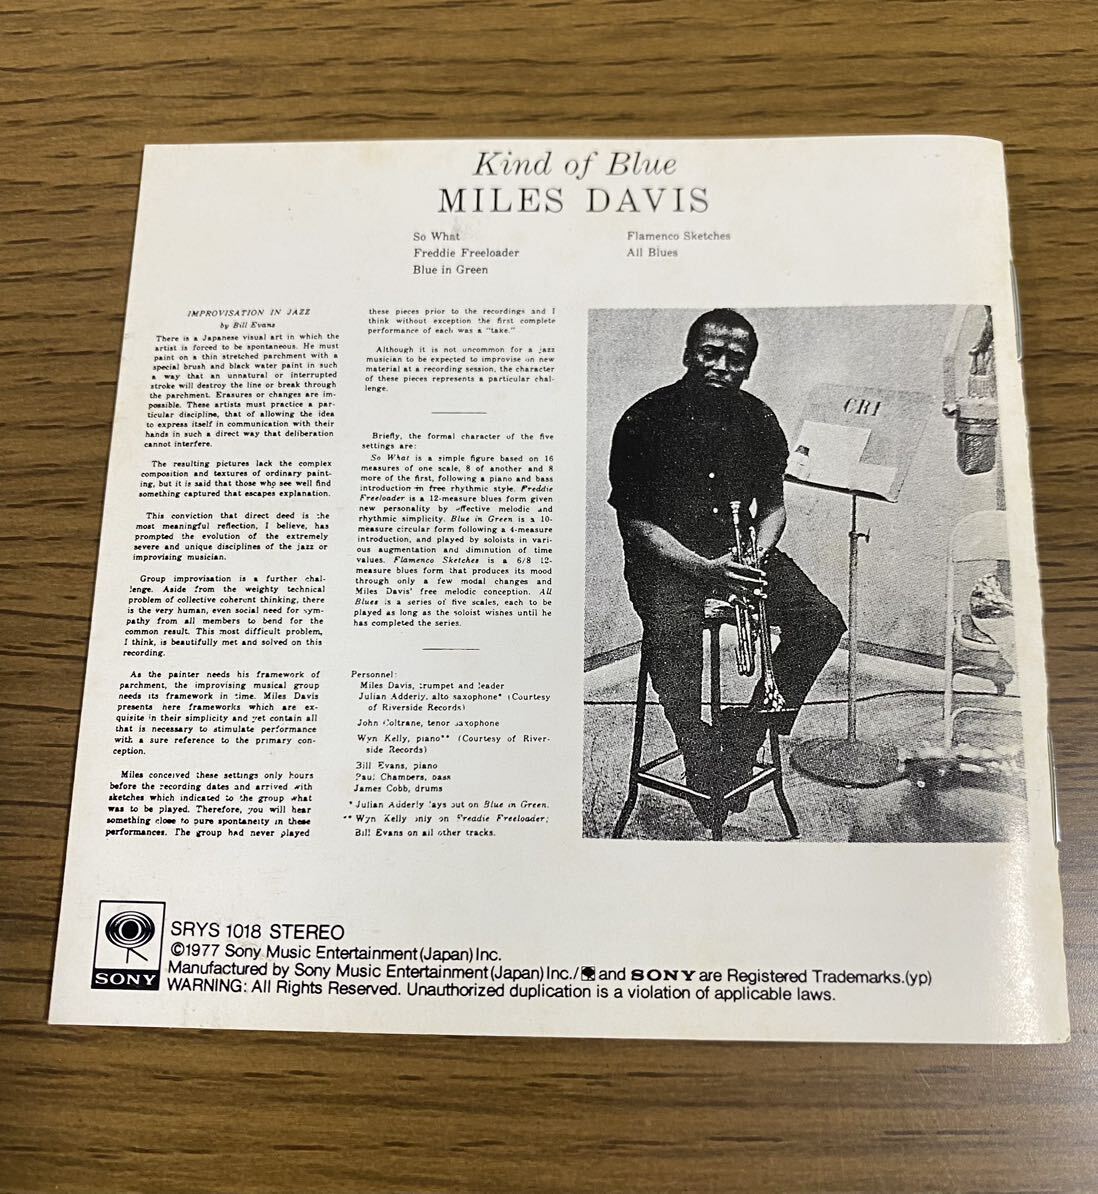 Kind of Blue
MILES DAVIS
So What
Freddie Freeloader
Blue in Green
Flamenco Sketches
All Blues
IMPROVISATION IN JAZZ
by Bill Evans
There is a Japanese visual art in which the
artist is forced to be spontaneous. He must
paint on a thin stretched parchment with a
special brush and black water paint in such
a way that an unnatural or interrupted
stroke will destroy the line or break through
the parchment. Erasures or changes are im-
possible. These artists must practice a par-
ticular discipline, that of allowing the idea
to express itself in communication with their
hands in such a direct way that deliberation
cannot interfere.
The resulting pictures lack the complex
composition and textures of ordinary paint-
ing, but it is said that those who see well find
something captured that escapes explanation.
This conviction that direct deed is the
most meaningful reflection, I believe, has
prompted the evolution of the extremely
severe and unique disciplines of the jazz or
improvising musician.
Group improvisation is a further chal-
lenge. Aside from the weighty technical
problem of collective coherent thinking, there
is the very human, even social need for sym-
pathy from all members to bend for the
common result. This most difficult problem,
I think, is beautifully met and solved on this
recording.
As the painter needs his framework of
parchment, the improvising musical group
needs its framework in time. Miles Davis
presents here frameworks which are ex-
quisite in their simplicity and yet contain all
that is necessary to stimulate performance
with a sure reference to the primary con-
ception.
Miles conceived these settings only hours
before the recording dates and arrived with
sketches which indicated to the group what
was to be played. Therefore, you will hear
something close to pure spontaneity in these
performances. The group had never played
these pieces prior to the recordings and I
think without exception the first complete
performance of each was a "take."
Although it is not uncommon for a jazz
musician to be expected to improvise on new
material at a recording session, the character
of these pieces represents a particular chal-
lenge.
Briefly, the formal character of the five
settings are:
So What is a simple figure based on 16
measures of one scale, 8 of another and 8
more of the first, following a piano and bass
introduction in free rhythmic style. Freddie
Freeloader is a 12-measure blues form given
new personality by effective melodic and
rhythmic simplicity. Blue in Green is a 10-
measure circular form following a 4-measure
introduction, and played by soloists in vari-
ous augmentation and diminution of time
values. Flamenco Sketches is a 6/8 12-
measure blues form that produces its mood
through only a few modal changes and
Miles Davis' free melodic conception. All
Blues is a series of five scales, each to be
played as long as the soloist wishes until he
has completed the series.
Personnel:
Miles Davis, trumpet and leader
Julian Adderly, alto saxophone* (Courtesy
of Riverside Records)
John Coltrane, tenor saxophone
Wyn Kelly, piano** (Courtesy of River-
side Records)
Bill Evans, piano
Paul Chambers, bass
James Cobb, drums
* Julian Adderly lays out on Blue in Green.
** Wyn Kelly only on Freddie Freeloader;
Bill Evans on all other tracks.
CRI
SONY
SRYS 1018 STEREO
©1977 Sony Music Entertainment(Japan)Inc.
Manufactured by Sony Music Entertainment(Japan)Inc./ and SONY are Registered Trademarks.(yp)
WARNING: All Rights Reserved. Unauthorized duplication is a violation of applicable laws.